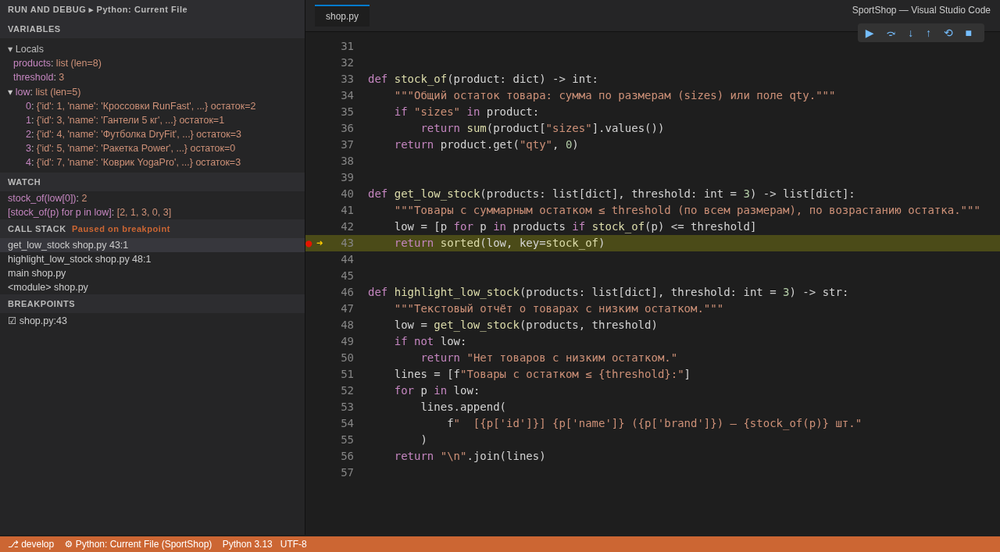 RUN AND DEBUG ▸ Python: Current File
VARIABLES
▾ Locals
products: list (len=8)
threshold: 3
▾ low: list (len=5)
0: {'id': 1, 'name': 'Кроссовки RunFast', ...} остаток=2
1: {'id': 3, 'name': 'Гантели 5 кг', ...} остаток=1
2: {'id': 4, 'name': 'Футболка DryFit', ...} остаток=3
3: {'id': 5, 'name': 'Ракетка Power', ...} остаток=0
4: {'id': 7, 'name': 'Коврик YogaPro', ...} остаток=3
WATCH
stock_of(low[0]): 2
[stock_of(p) for p in low]: [2, 1, 3, 0, 3]
CALL STACK Paused on breakpoint
get_low_stock shop.py 43:1
highlight_low_stock shop.py 48:1
main shop.py
<module> shop.py
BREAKPOINTS
☑ shop.py:43
shop.py
SportShop — Visual Studio Code
31
32
33 def stock_of(product: dict) -> int:
34     """Общий остаток товара: сумма по размерам (sizes) или поле qty."""
35     if "sizes" in product:
36         return sum(product["sizes"].values())
37     return product.get("qty", 0)
38
39
40 def get_low_stock(products: list[dict], threshold: int = 3) -> list[dict]:
41     """Товары с суммарным остатком ≤ threshold (по всем размерам), по возрастанию остатка."""
42     low = [p for p in products if stock_of(p) <= threshold]
43     return sorted(low, key=stock_of)
44
45
46 def highlight_low_stock(products: list[dict], threshold: int = 3) -> str:
47     """Текстовый отчёт о товарах с низким остатком."""
48     low = get_low_stock(products, threshold)
49     if not low:
50         return "Нет товаров с низким остатком."
51     lines = [f"Товары с остатком ≤ {threshold}:"]
52     for p in low:
53         lines.append(
54             f"  [{p['id']}] {p['name']} ({p['brand']}) — {stock_of(p)} шт."
55         )
56     return "\n".join(lines)
57
⎇ develop ⚙ Python: Current File (SportShop) Python 3.13 UTF-8